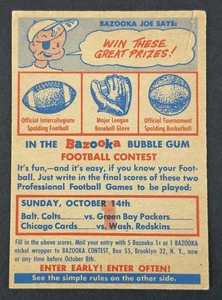 BAZOOKA JOE SAYS:
WIN THESE
GREAT PRIZES!
Official Intercollegiate
Spalding Football
Major League
Baseball Glove
Official Tournament
Spalding Basketball
IN THE Bazooka BUBBLE GUM
FOOTBALL CONTEST
It's fun,—and it's easy, if you know your Foot-
ball. Just write in the final scores of these two
Professional Football Games to be played:
SUNDAY, OCTOBER 14th
Balt. Colts vs. Green Bay Packers
Chicago Cards vs. Wash. Redskins
Fill in the above scores. Mail your entry with 5 Bazooka 1¢ or 1 BAZOOKA
nickel wrapper to BAZOOKA CONTEST, Box 55, Brooklyn 32, N. Y., now
or any time before October 8th.
ENTER EARLY! ENTER OFTEN!
See the simple rules on the other side.